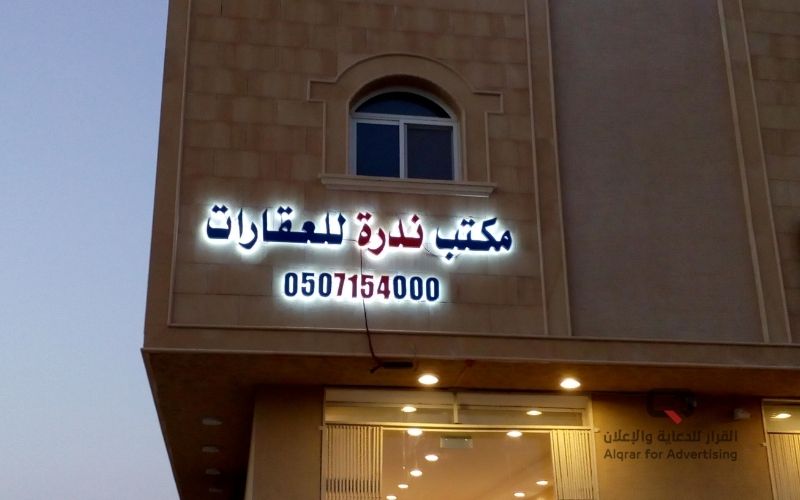 مكتب ندرة للعقارات
0507154000
القرار للدعاية والإعلان
Alqrar for Advertising